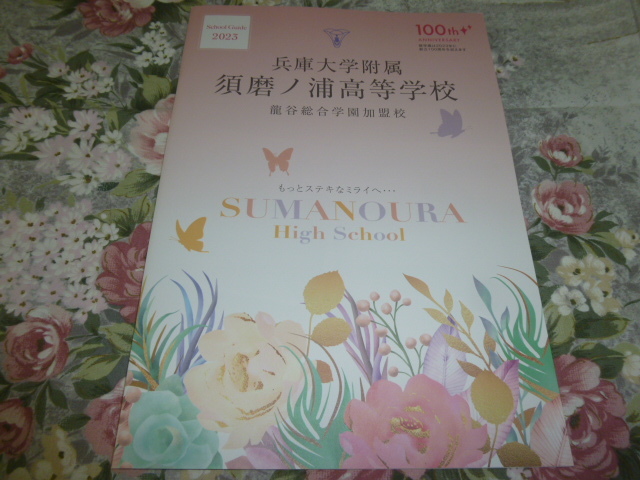 School Guide
2023
100th
ANNIVERSARY
兵庫大学附属
須磨ノ浦高等学校
龍谷総合学園加盟校
もっとステキなミライへ・・・
SUMANOURA
High School